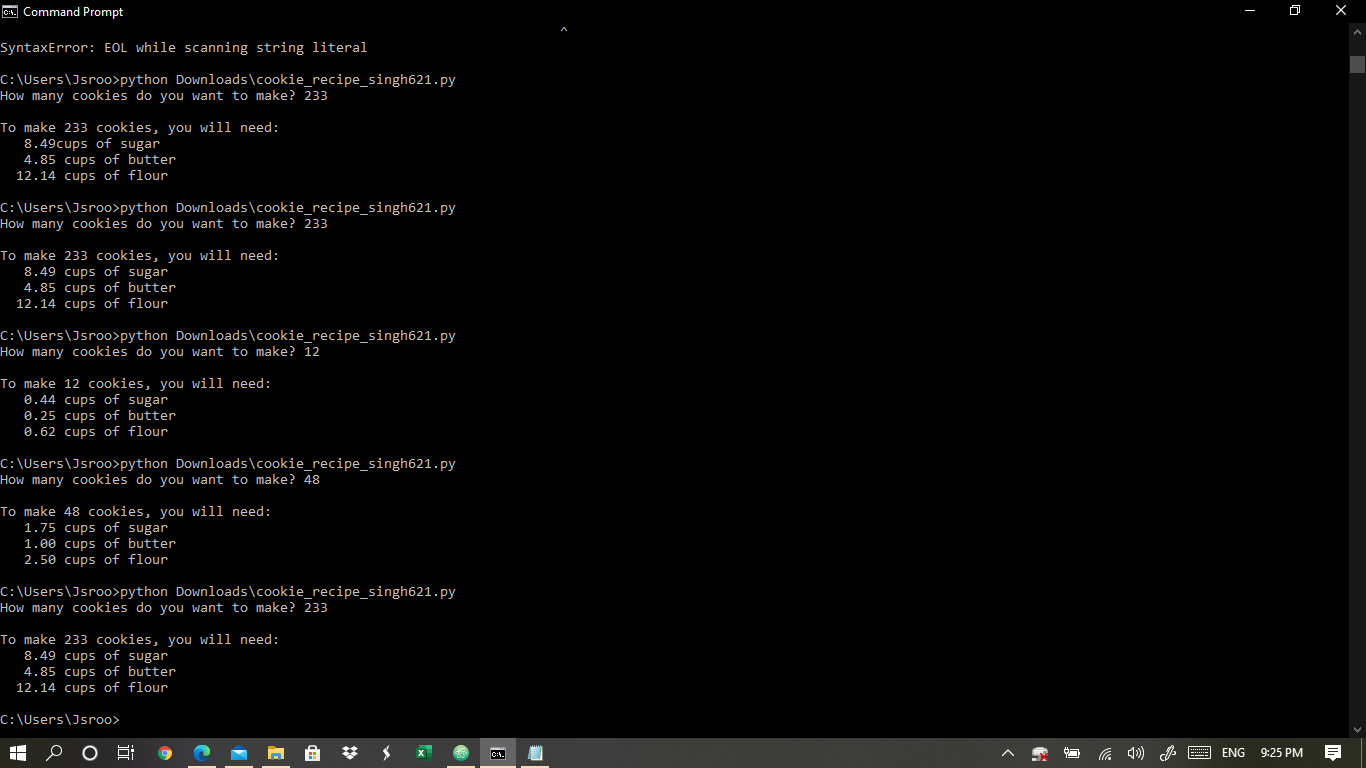 Command Prompt
^
SyntaxError: EOL while scanning string literal
C:\Users\Jsroo>python Downloads\cookie_recipe_singh621.py
How many cookies do you want to make? 233
To make 233 cookies, you will need:
8.49cups of sugar
4.85 cups of butter
12.14 cups of flour
C:\Users\Jsroo>python Downloads\cookie_recipe_singh621.py
How many cookies do you want to make? 233
To make 233 cookies, you will need:
8.49 cups of sugar
4.85 cups of butter
12.14 cups of flour
C:\Users\Jsroo>python Downloads\cookie_recipe_singh621.py
How many cookies do you want to make? 12
To make 12 cookies, you will need:
0.44 cups of sugar
0.25 cups of butter
0.62 cups of flour
C:\Users\Jsroo>python Downloads\cookie_recipe_singh621.py
How many cookies do you want to make? 48
To make 48 cookies, you will need:
1.75 cups of sugar
1.00 cups of butter
2.50 cups of flour
C:\Users\Jsroo>python Downloads\cookie_recipe_singh621.py
How many cookies do you want to make? 233
To make 233 cookies, you will need:
8.49 cups of sugar
4.85 cups of butter
12.14 cups of flour
C:\Users\Jsroo>
ENG 9:25 PM